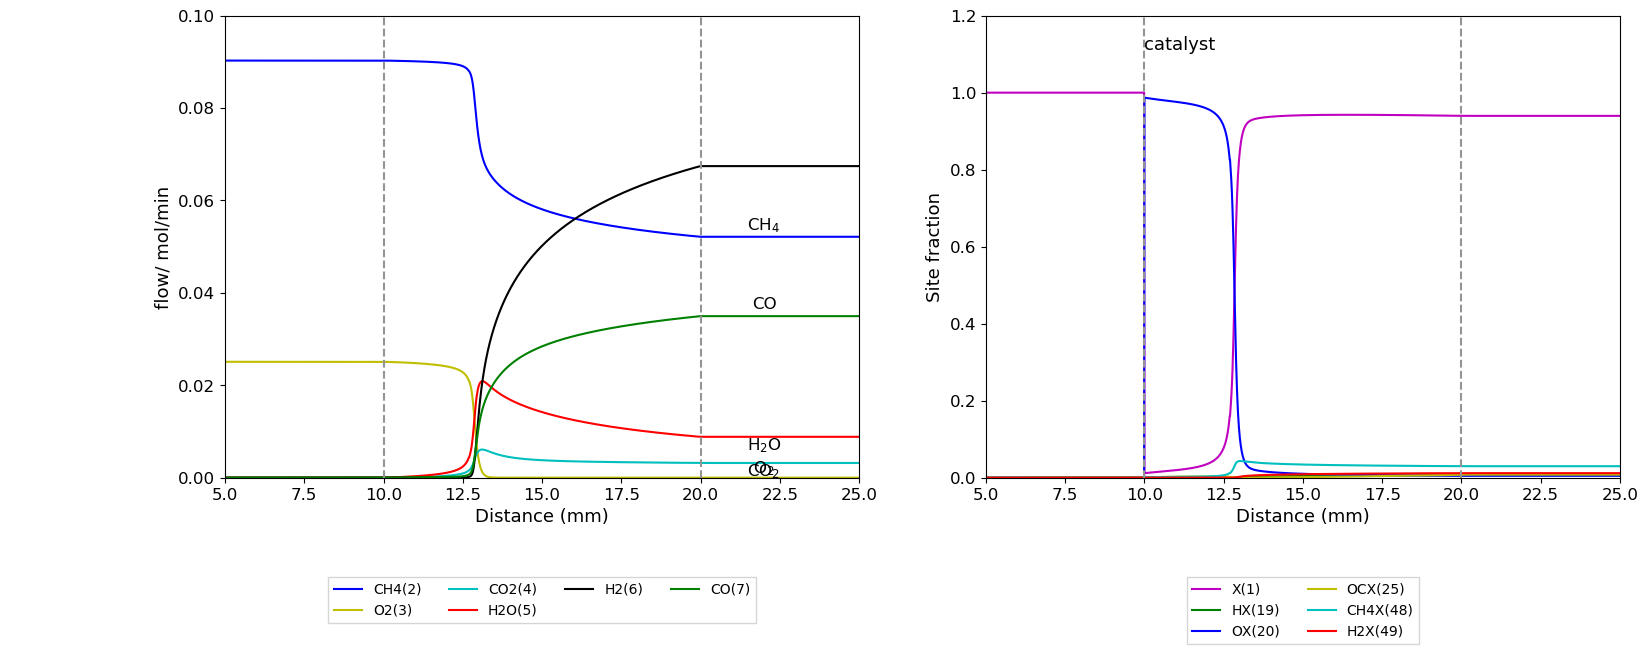 0.10
0.08
0.06
0.04
0.02
0.00
flow/ mol/min
CH₄
CO
H₂O
O₂
CO₂
5.0 7.5 10.0 12.5 15.0 17.5 20.0 22.5 25.0
Distance (mm)
CH4(2) CO2(4) H2(6) CO(7)
O2(3) H2O(5)
1.2
1.0
0.8
0.6
0.4
0.2
0.0
Site fraction
catalyst
5.0 7.5 10.0 12.5 15.0 17.5 20.0 22.5 25.0
Distance (mm)
X(1) OCX(25)
HX(19) CH4X(48)
OX(20) H2X(49)